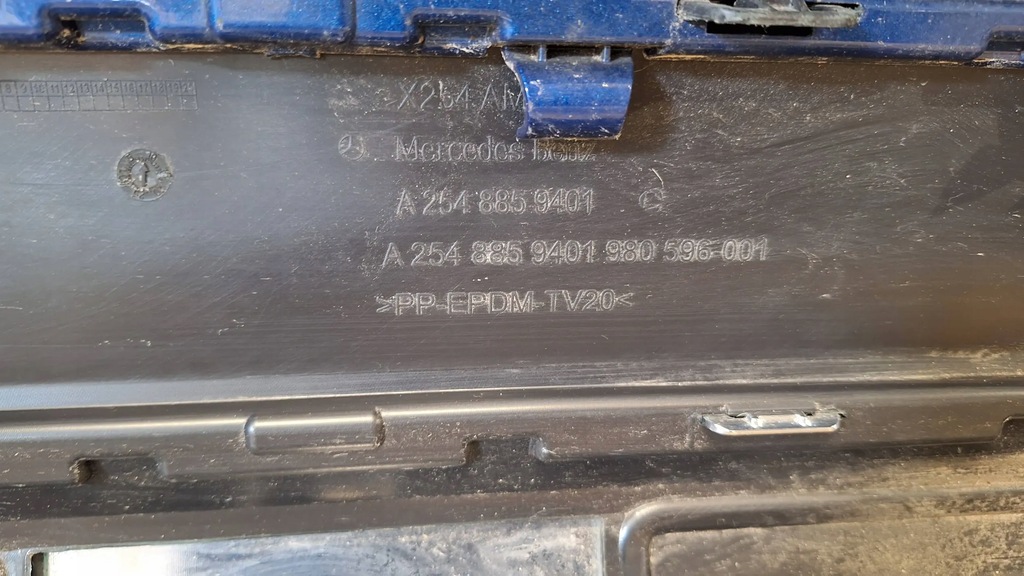 X254 AM
Mercedes-Benz
A 254 885 9401
A 254 885 9401 980 596-001
>PP-EPDM-TV20<